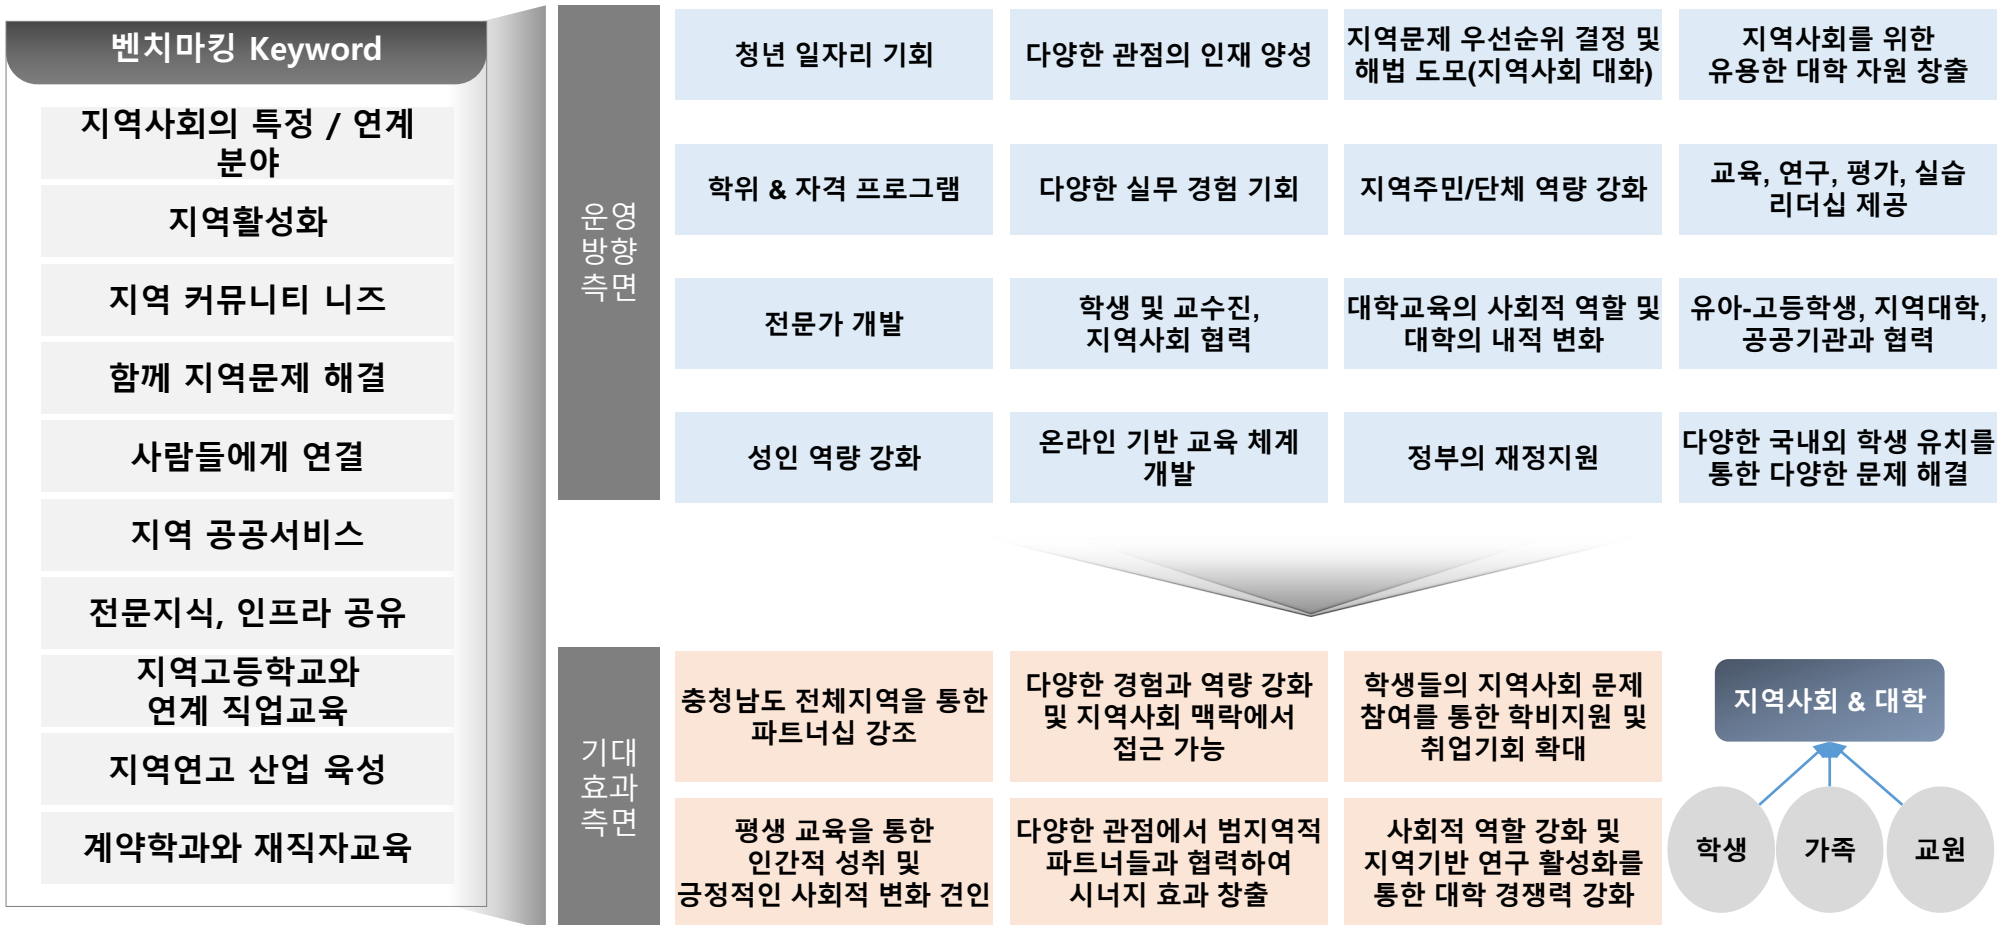 벤치마킹 Keyword
지역사회의 특정 / 연계
분야
지역활성화
지역 커뮤니티 니즈
함께 지역문제 해결
사람들에게 연결
지역 공공서비스
전문지식, 인프라 공유
지역고등학교와
연계 직업교육
지역연고 산업 육성
계약학과와 재직자교육
운영
방향
측면
청년 일자리 기회
다양한 관점의 인재 양성
지역문제 우선순위 결정 및
해법 도모(지역사회 대화)
지역사회를 위한
유용한 대학 자원 창출
학위 & 자격 프로그램
다양한 실무 경험 기회
지역주민/단체 역량 강화
교육, 연구, 평가, 실습
리더십 제공
전문가 개발
학생 및 교수진,
지역사회 협력
대학교육의 사회적 역할 및
대학의 내적 변화
유아-고등학생, 지역대학,
공공기관과 협력
성인 역량 강화
온라인 기반 교육 체계
개발
정부의 재정지원
다양한 국내외 학생 유치를
통한 다양한 문제 해결
기대
효과
측면
충청남도 전체지역을 통한
파트너십 강조
다양한 경험과 역량 강화
및 지역사회 맥락에서
접근 가능
학생들의 지역사회 문제
참여를 통한 학비지원 및
취업기회 확대
평생 교육을 통한
인간적 성취 및
긍정적인 사회적 변화 견인
다양한 관점에서 범지역적
파트너들과 협력하여
시너지 효과 창출
사회적 역할 강화 및
지역기반 연구 활성화를
통한 대학 경쟁력 강화
지역사회 & 대학
학생
가족
교원